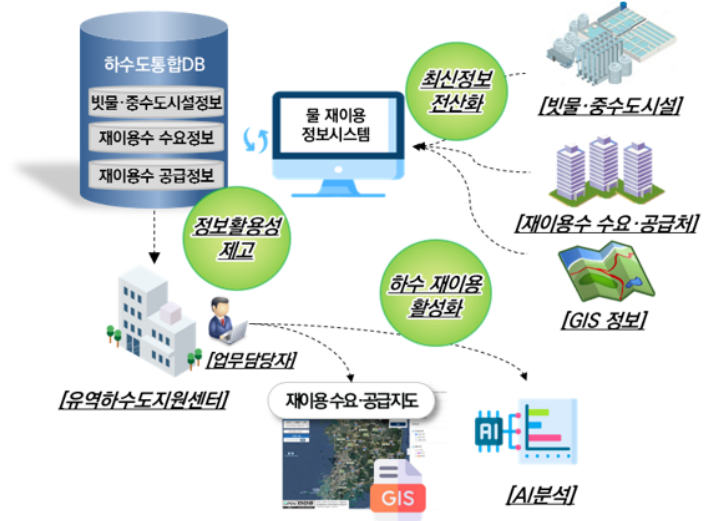 하수도통합DB
빗물·중수도시설정보
재이용수 수요정보
재이용수 공급정보
물 재이용
정보시스템
최신정보
전산화
[빗물·중수도시설]
[재이용수 수요·공급처]
[GIS 정보]
정보활용성
제고
하수 재이용
활성화
[업무담당자]
[유역하수도지원센터]
재이용 수요·공급지도
GIS
AI
[AI분석]